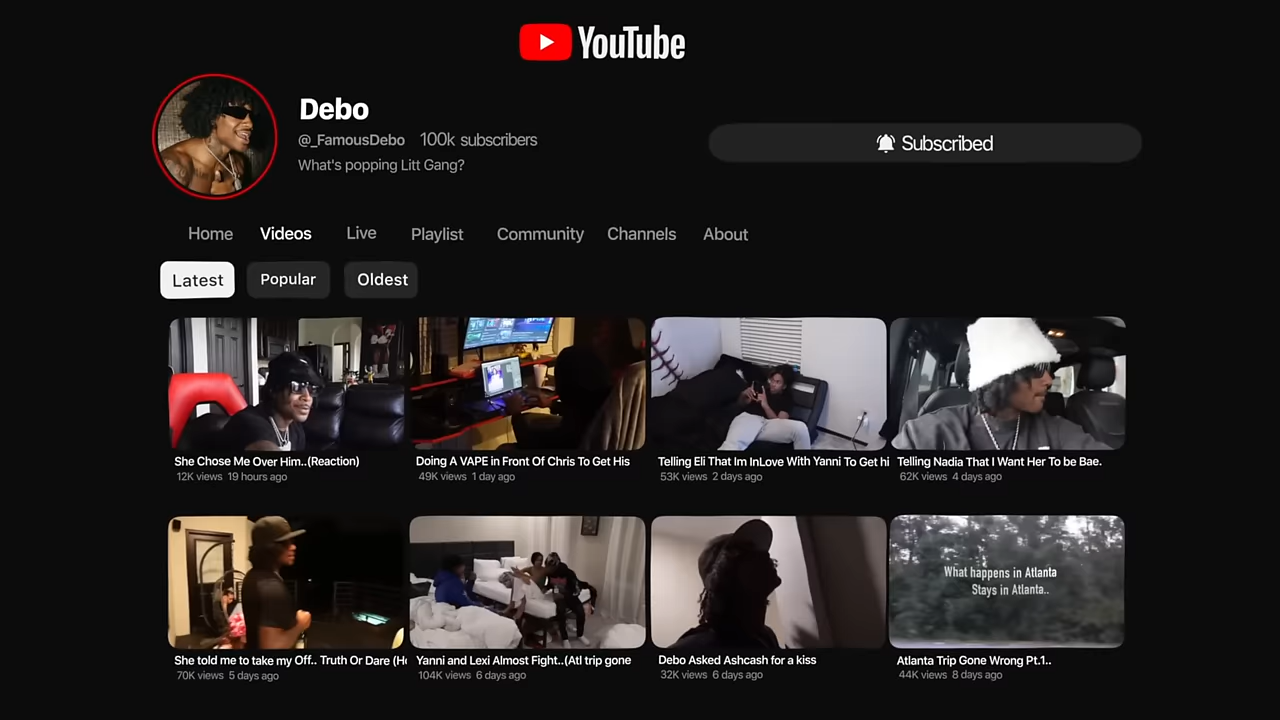 YouTube
Debo
@_FamousDebo 100k subscribers
What's popping Litt Gang?
Subscribed
Home Videos Live Playlist Community Channels About
Latest Popular Oldest
She Chose Me Over Him..(Reaction)
12K views 19 hours ago
Doing A VAPE in Front Of Chris To Get His
49K views 1 day ago
Telling Eli That Im InLove With Yanni To Get hi
53K views 2 days ago
Telling Nadia That I Want Her To be Bae.
62K views 4 days ago
What happens in Atlanta
Stays in Atlanta..
She told me to take my Off.. Truth Or Dare (Ho
70K views 5 days ago
Yanni and Lexi Almost Fight..(Atl trip gone
104K views 6 days ago
Debo Asked Ashcash for a kiss
32K views 6 days ago
Atlanta Trip Gone Wrong Pt.1..
44K views 8 days ago